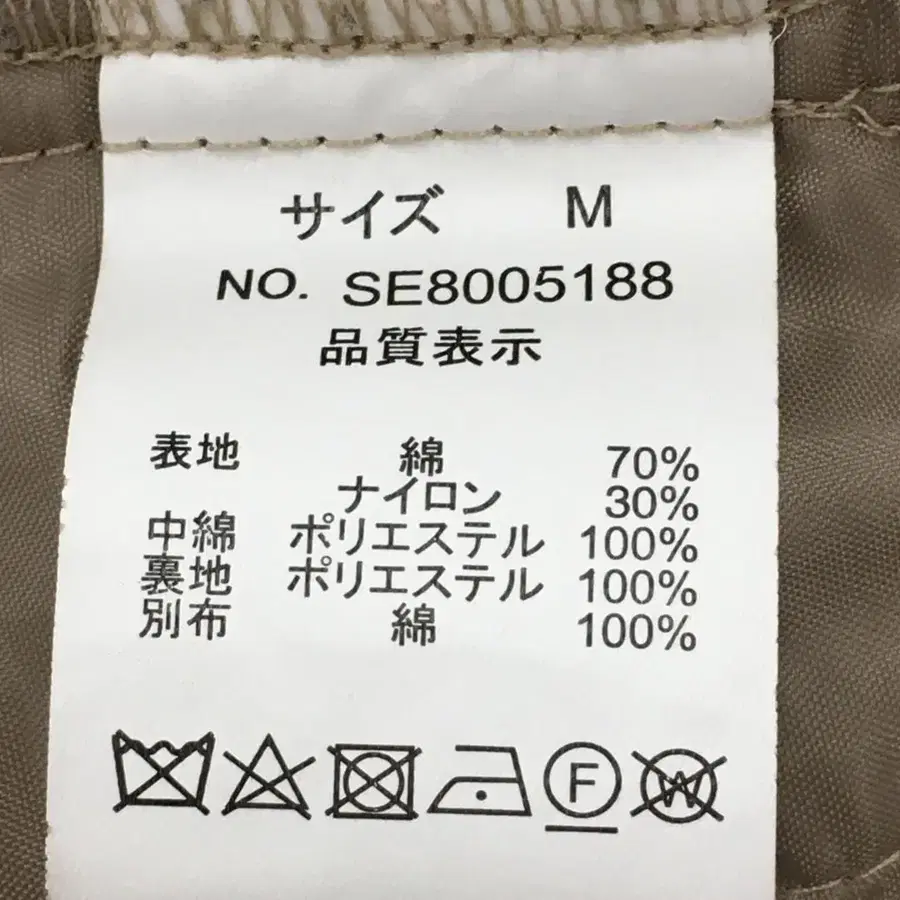 サイズ M
NO. SE8005188
品質表示
表地 綿 70%
ナイロン 30%
中綿 ポリエステル 100%
裏地 ポリエステル 100%
別布 綿 100%
F W